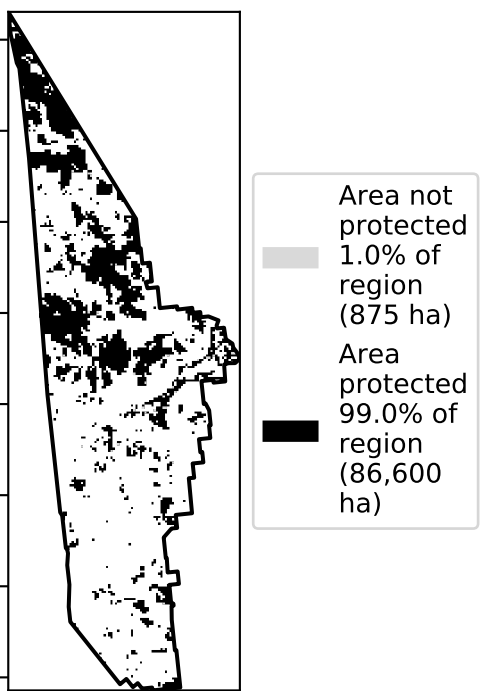 Area not
protected
1.0% of
region
(875 ha)
Area
protected
99.0% of
region
(86,600
ha)